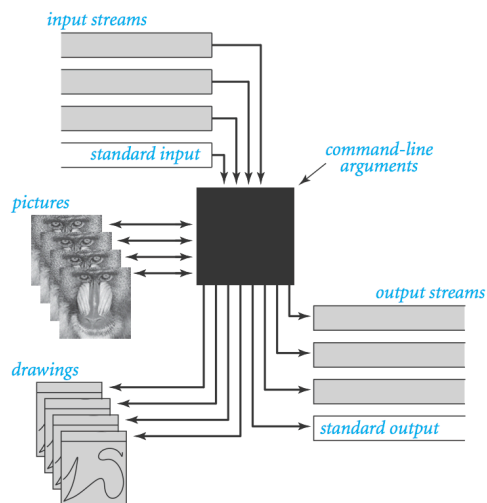 input streams
standard input
command-line
arguments
pictures
output streams
drawings
standard output